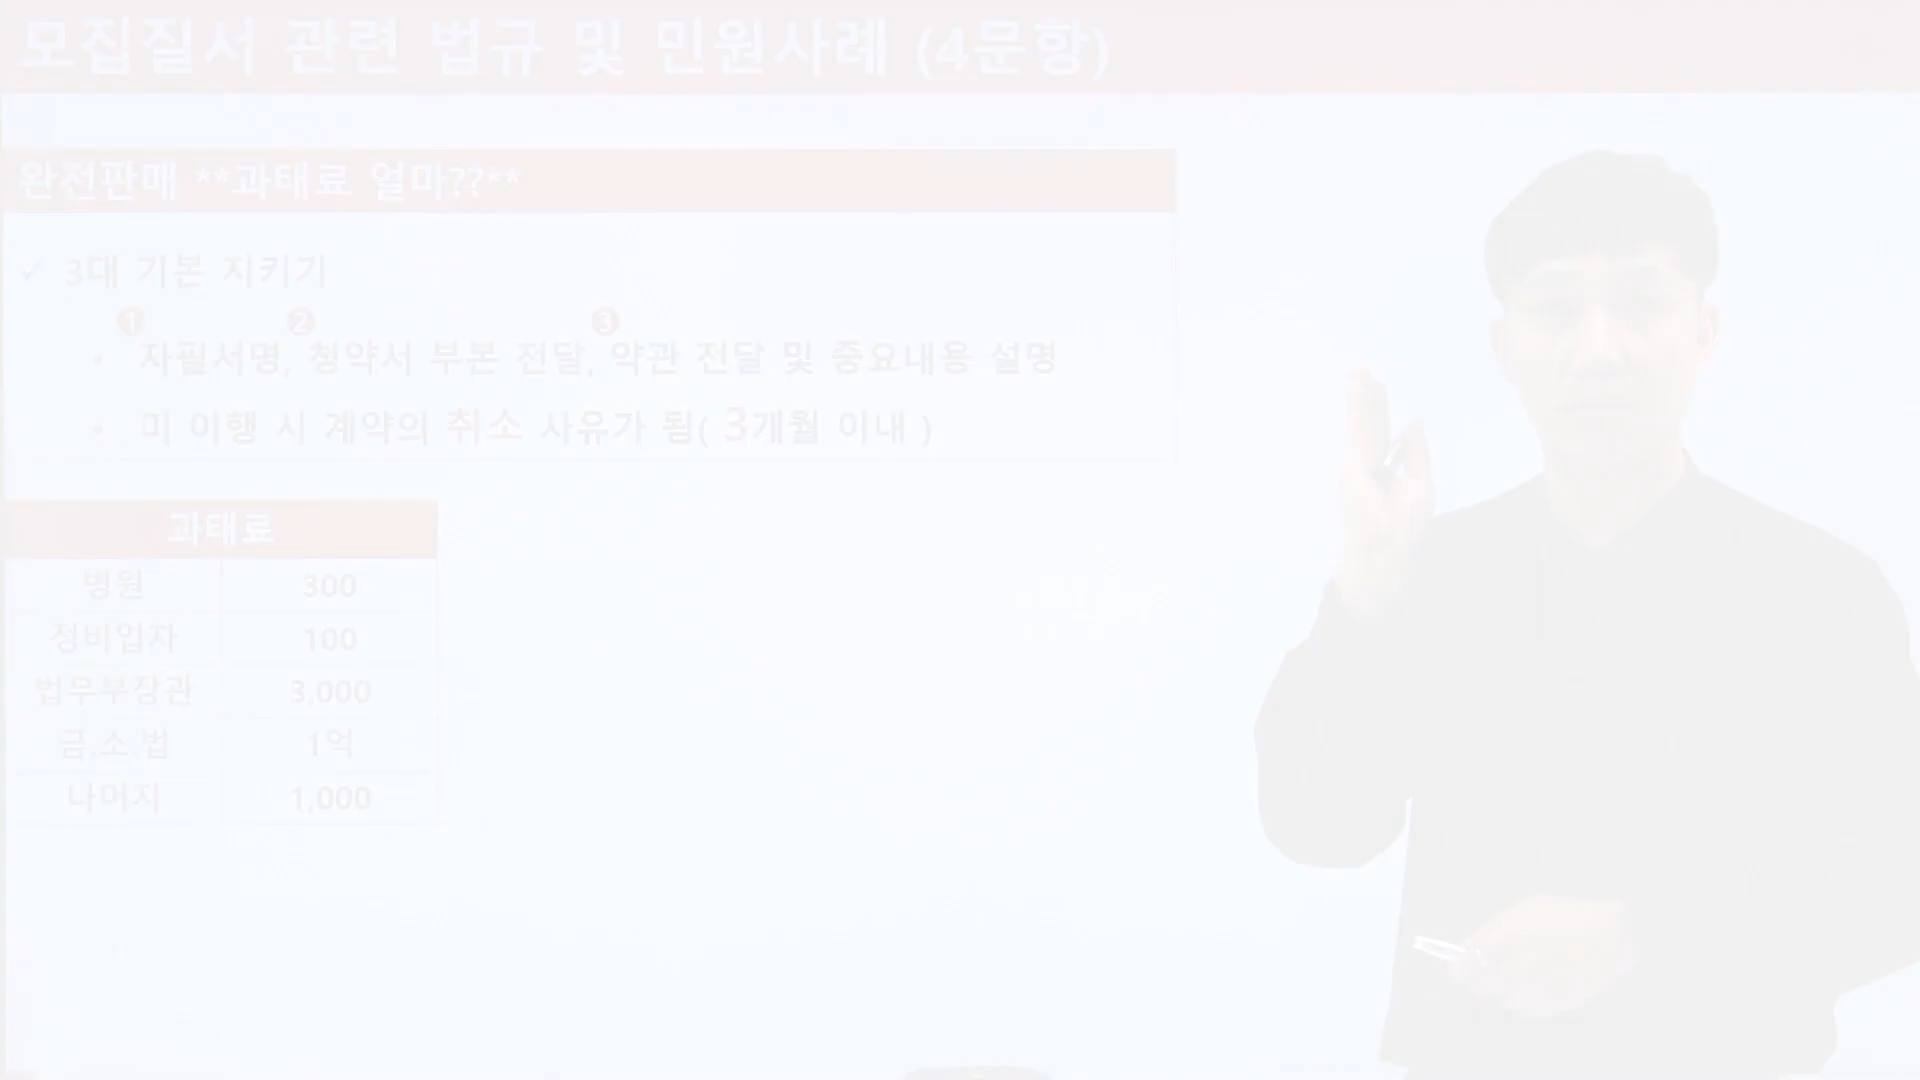 모집질서 관련 법규 및 민원사례 (4문항)
완전판매 **과태료 얼마??**
✓ 3대 기본 지키기
❶ ❷ ❸
• 자필서명, 청약서 부본 전달, 약관 전달 및 중요내용 설명
• 미 이행 시 계약의 취소 사유가 됨( 3개월 이내 )
과태료
병원 300
정비업자 100
법무부장관 3,000
금.소.법 1억
나머지 1,000